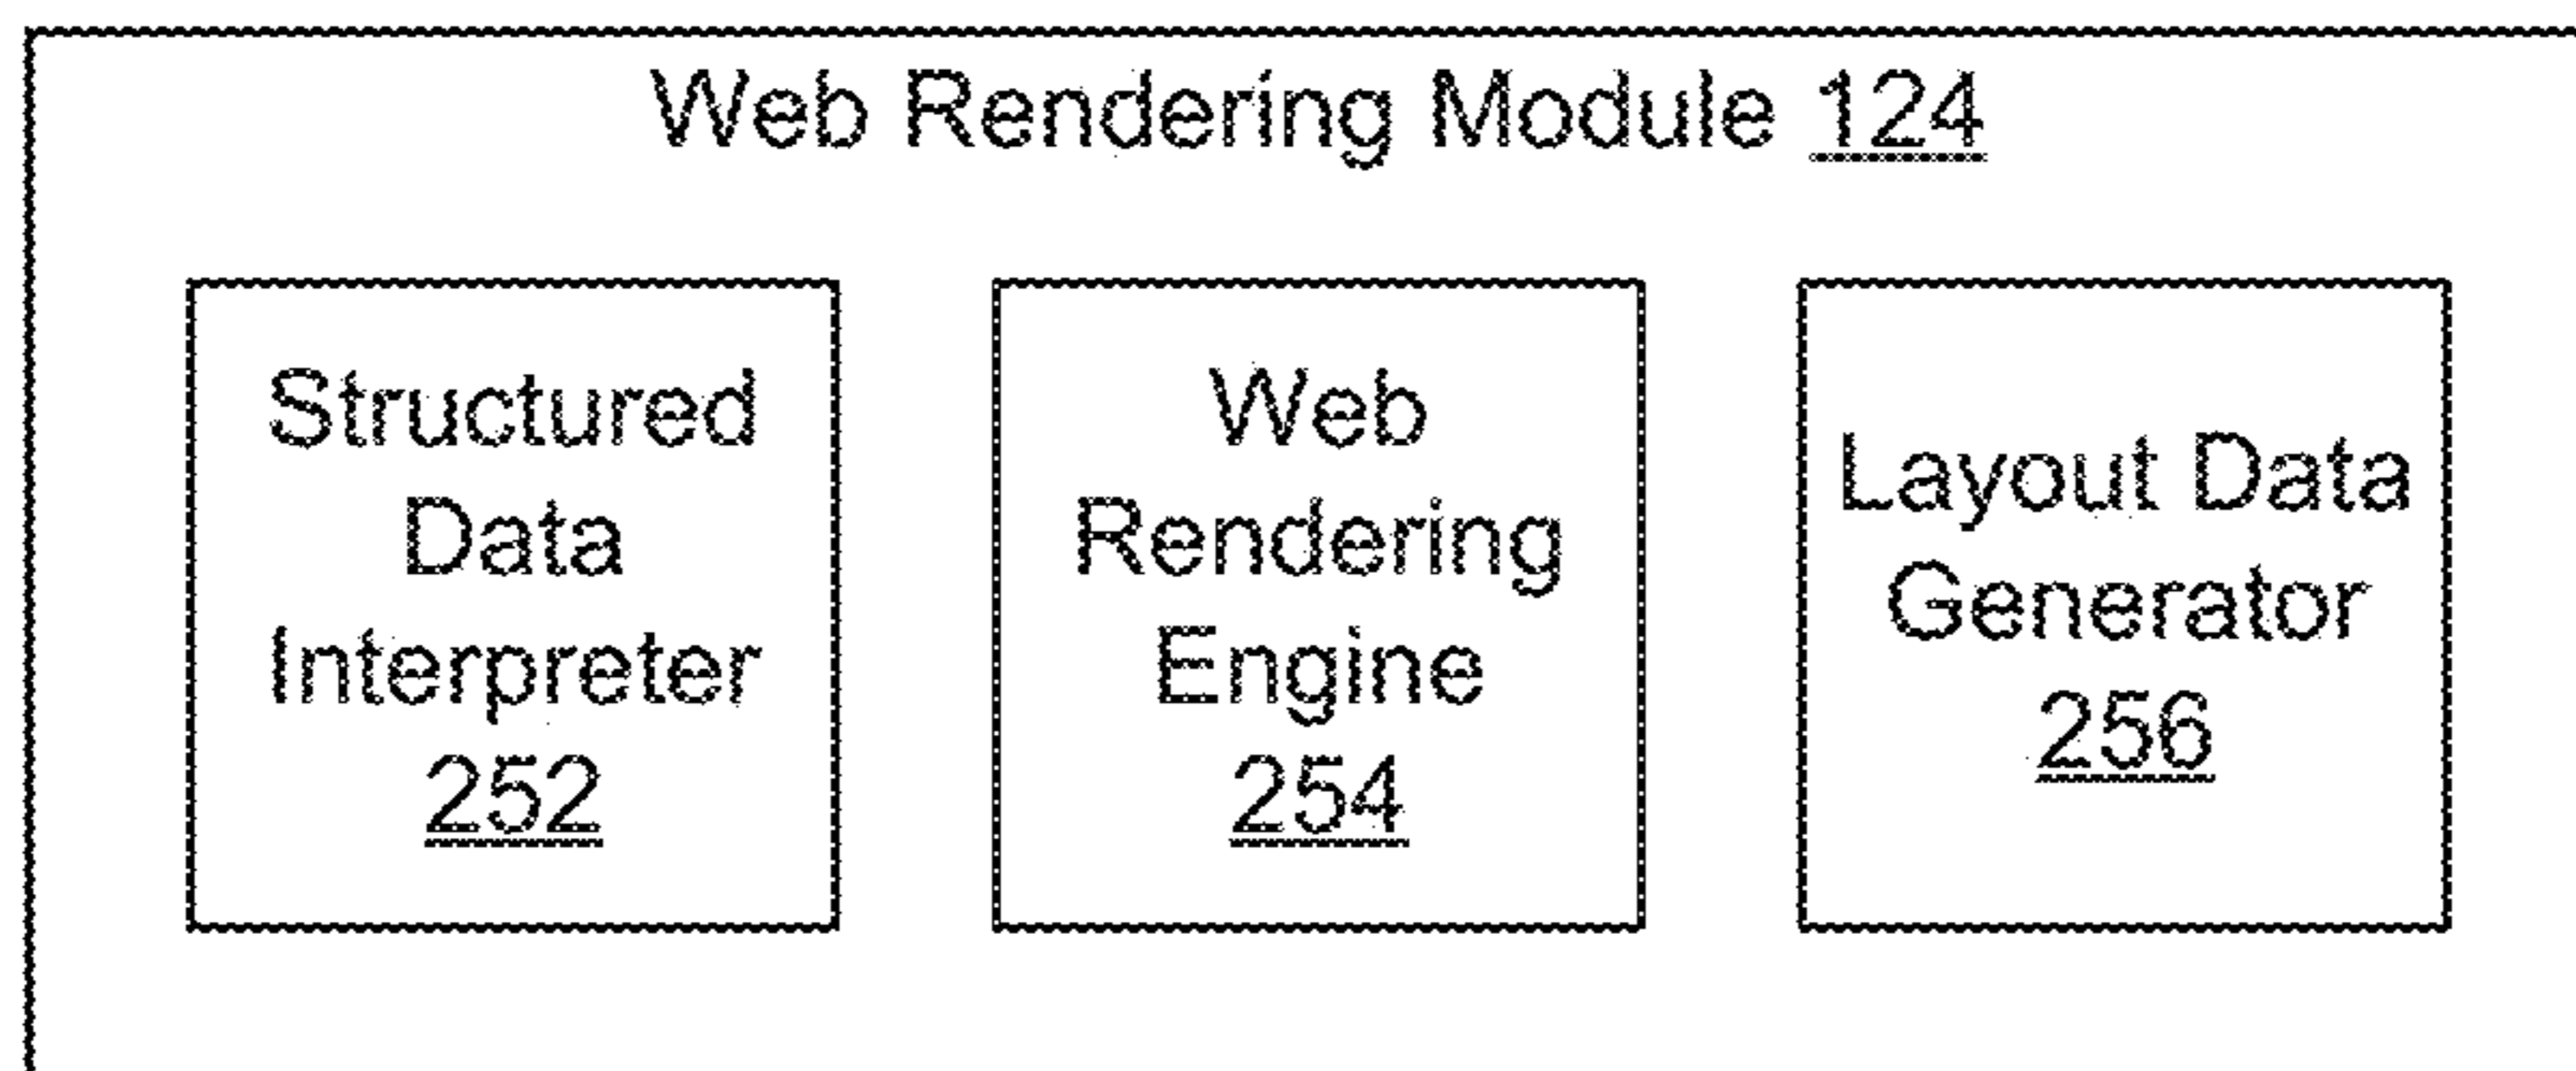 Web Rendering Module 124
Structured
Data
Interpreter
252
Web
Rendering
Engine
254
Layout Data
Generator
256